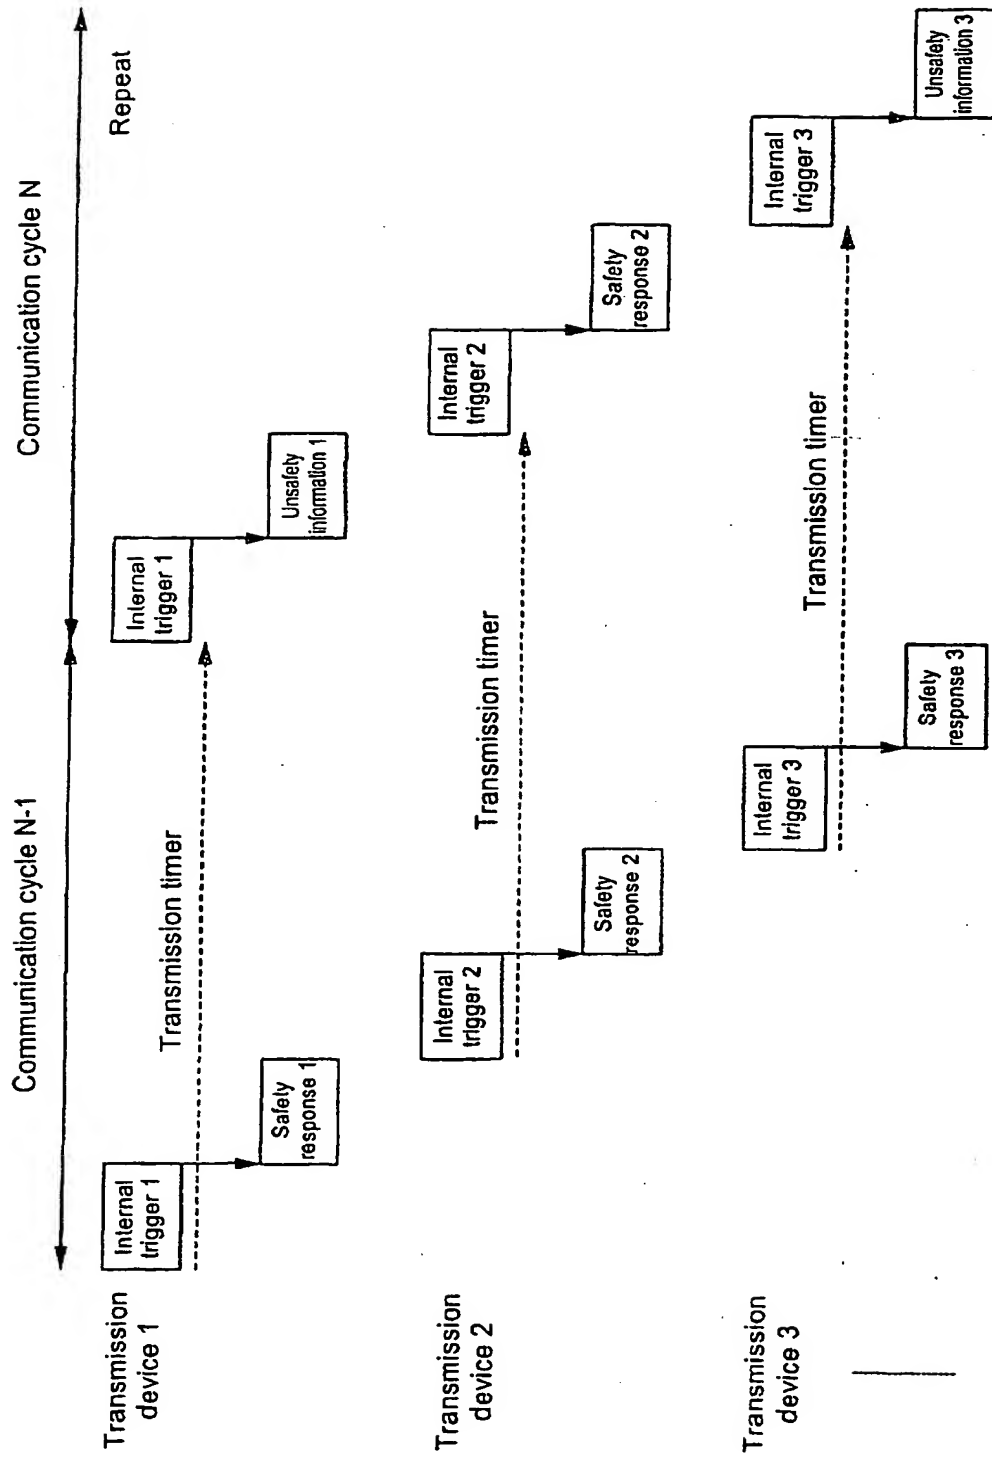 Communication cycle N-1
Communication cycle N
Repeat
Transmission
device 1
Internal
trigger 1
Safety
response 1
Transmission timer
Internal
trigger 1
Unsafety
information 1
Transmission
device 2
Internal
trigger 2
Safety
response 2
Transmission timer
Internal
trigger 2
Safety
response 2
Transmission
device 3
Internal
trigger 3
Safety
response 3
Transmission timer
Internal
trigger 3
Unsafety
information 3